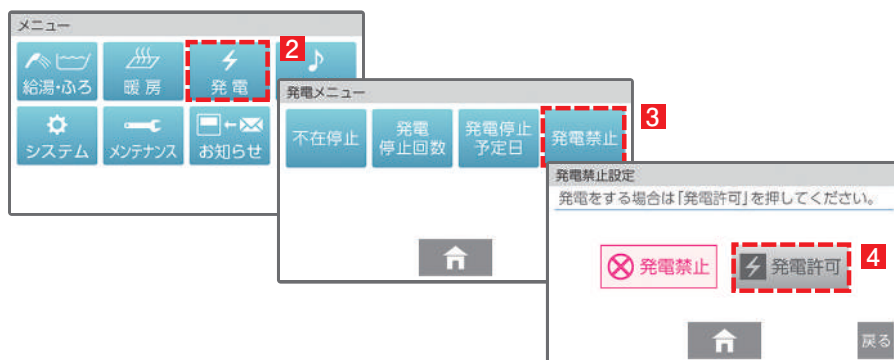 メニュー
給湯・ふろ
暖房
発電
2
システム
メンテナンス
お知らせ
発電メニュー
不在停止
発電
停止回数
発電停止
予定日
発電禁止
3
発電禁止設定
発電をする場合は「発電許可」を押してください。
発電禁止
発電許可
4
戻る